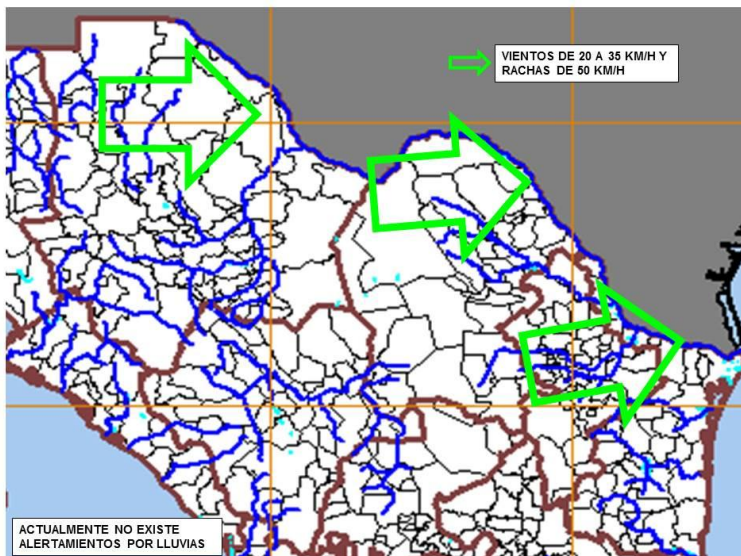 VIENTOS DE 20 A 35 KM/H Y
RACHAS DE 50 KM/H
ACTUALMENTE NO EXISTE
ALERTAMIENTOS POR LLUVIAS